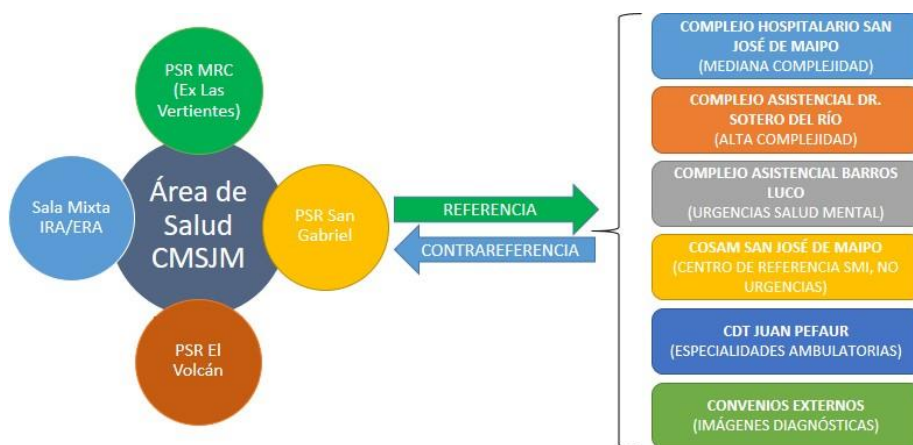 PSR MRC
(Ex Las
Vertientes)
Sala Mixta
IRA/ERA
Área de
Salud
CMSJM
PSR San
Gabriel
PSR El
Volcán
REFERENCIA
CONTRAREFERENCIA
COMPLEJO HOSPITALARIO SAN
JOSÉ DE MAIPO
(MEDIANA COMPLEJIDAD)
COMPLEJO ASISTENCIAL DR.
SOTERO DEL RÍO
(ALTA COMPLEJIDAD)
COMPLEJO ASISTENCIAL BARROS
LUCO
(URGENCIAS SALUD MENTAL)
COSAM SAN JOSÉ DE MAIPO
(CENTRO DE REFERENCIA SMI, NO
URGENCIAS)
CDT JUAN PEFAUR
(ESPECIALIDADES AMBULATORIAS)
CONVENIOS EXTERNOS
(IMÁGENES DIAGNÓSTICAS)